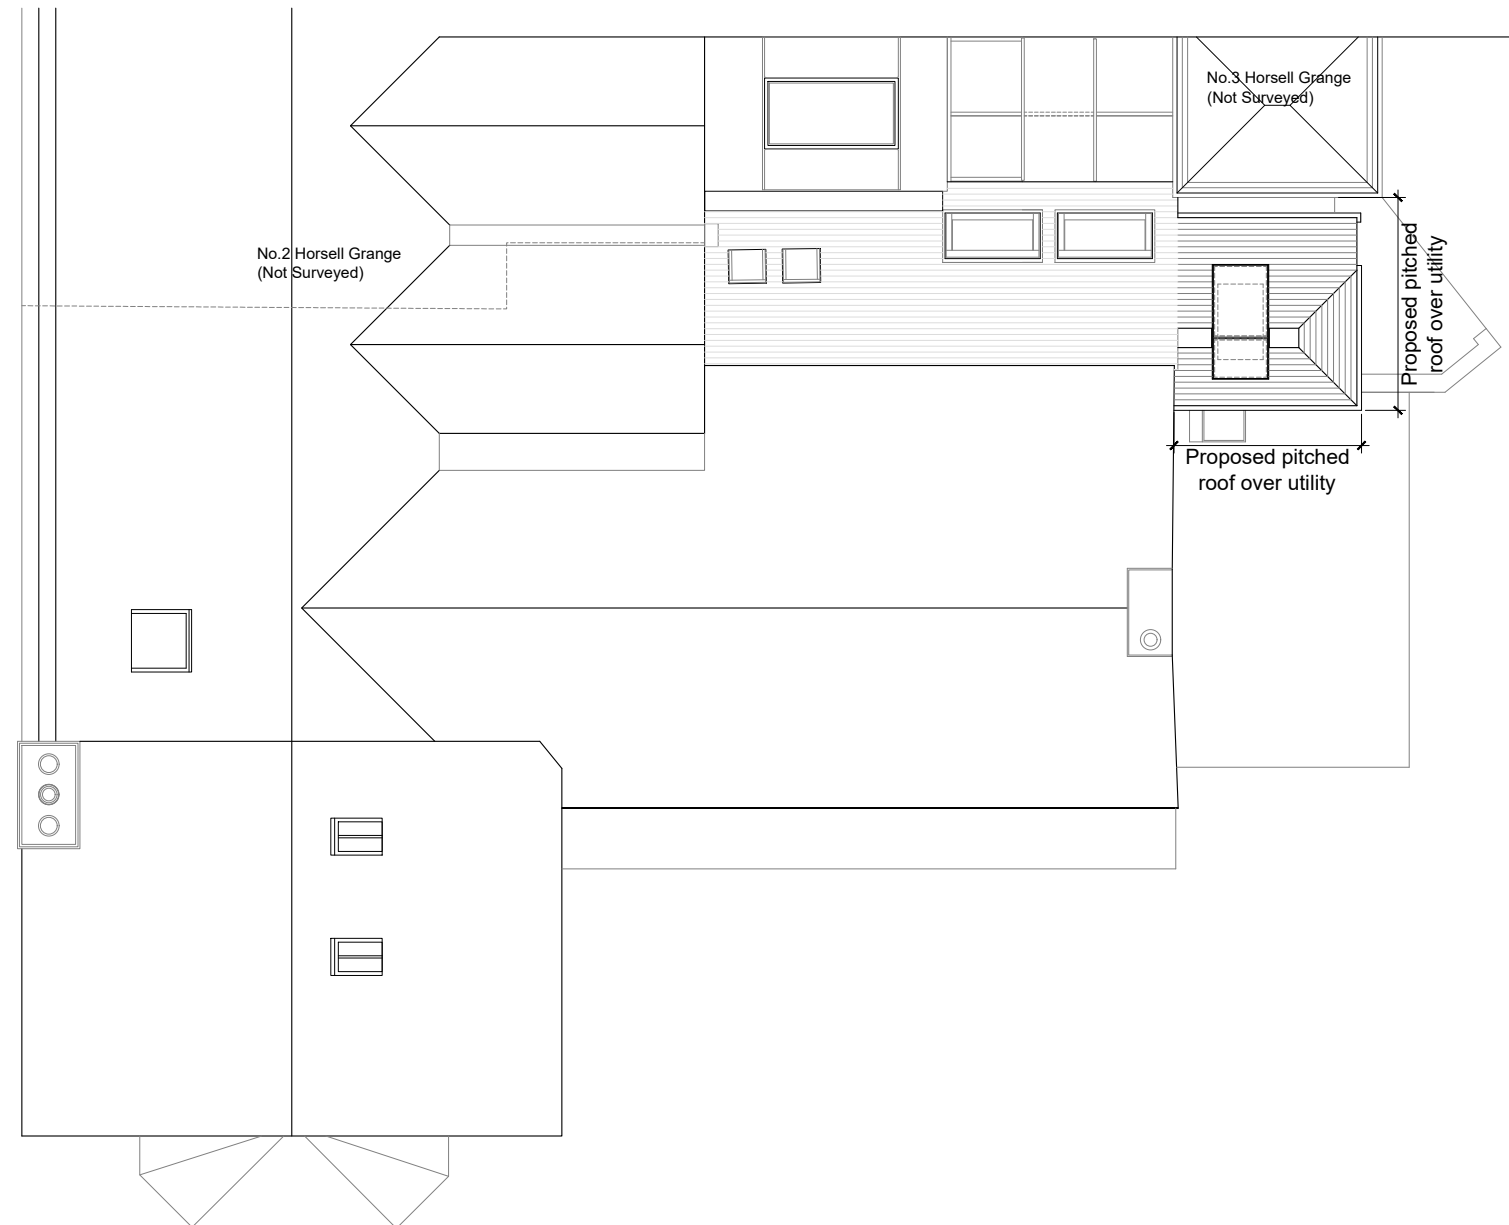 No.3 Horsell Grange
(Not Surveyed)
No.2 Horsell Grange
(Not Surveyed)
Proposed pitched
roof over utility
Proposed pitched
roof over utility